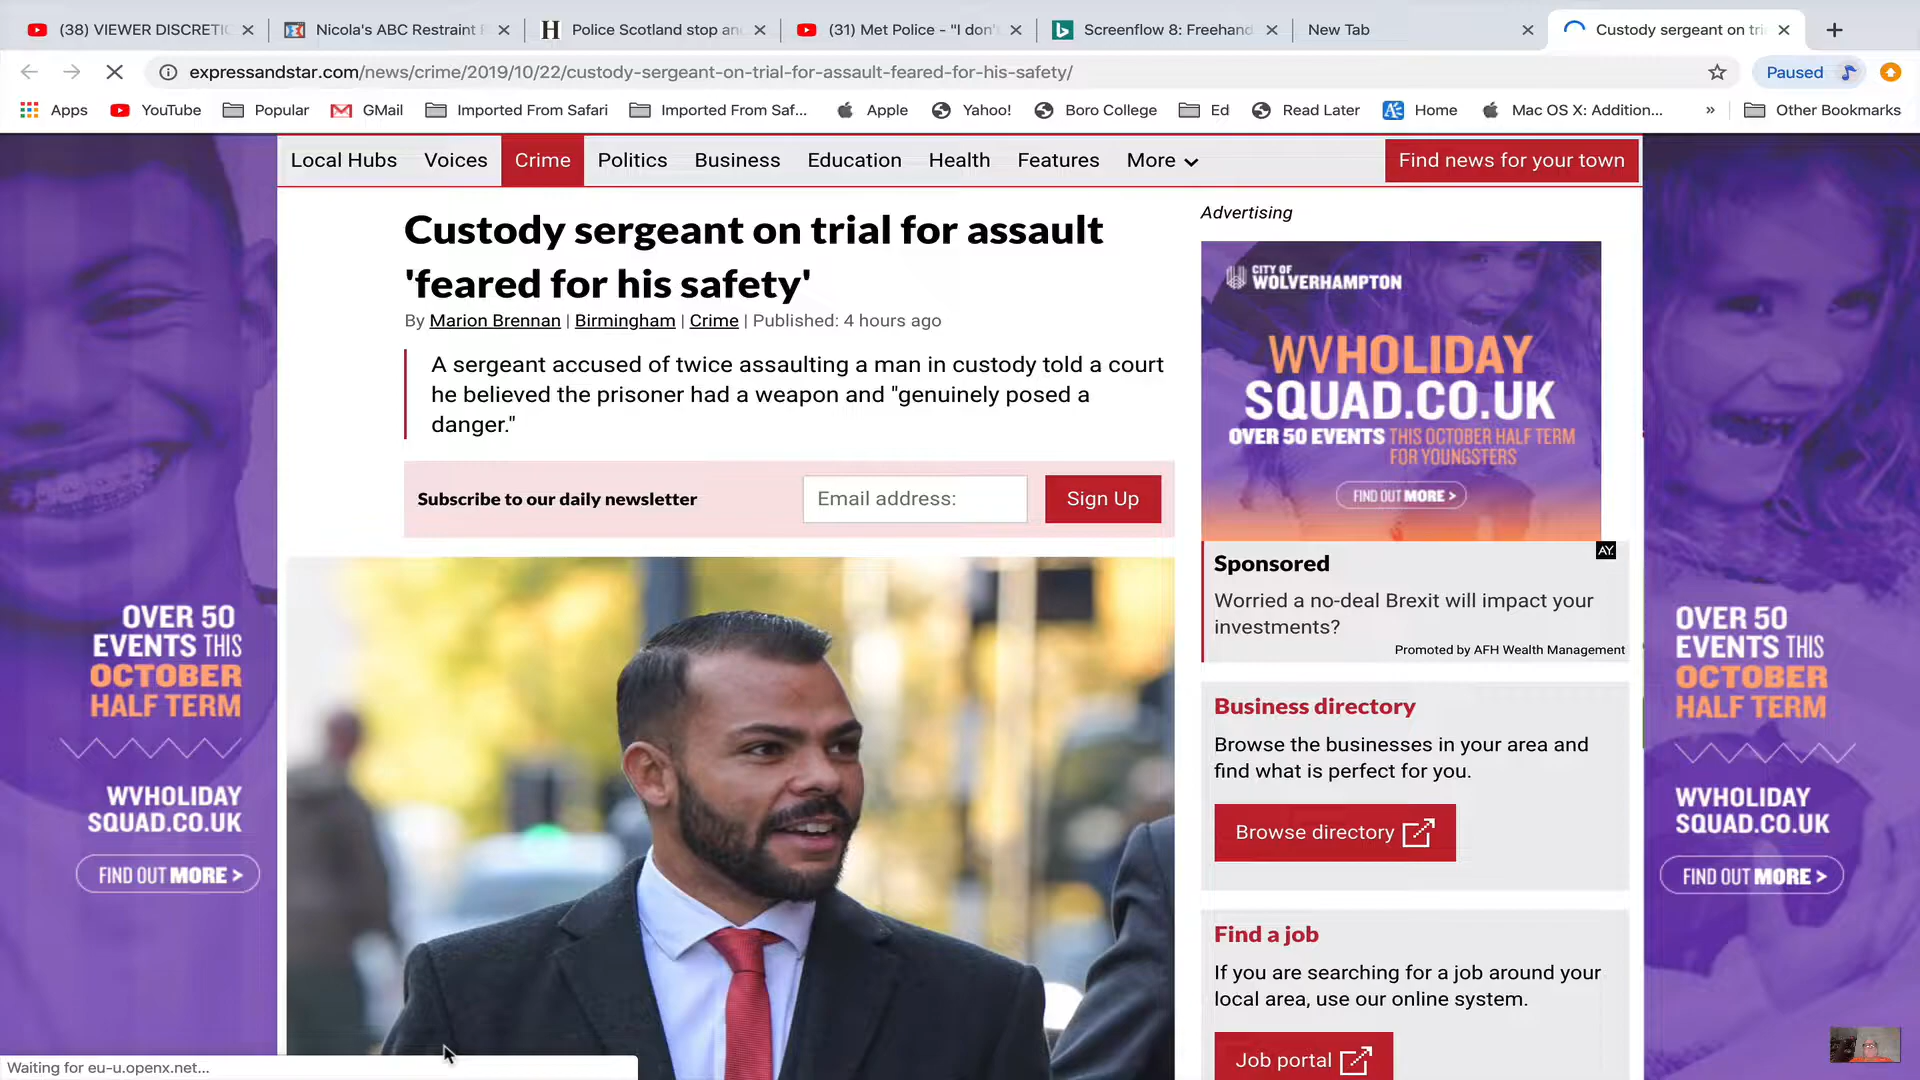 (38) VIEWER DISCRETI
Nicola's ABC Restraint
Police Scotland stop an
(31) Met Police - "I don'
Screenflow 8: Freehand
New Tab
Custody sergeant on tri
expressandstar.com/news/crime/2019/10/22/custody-sergeant-on-trial-for-assault-feared-for-his-safety/
Paused
Apps
YouTube
Popular
GMail
Imported From Safari
Imported From Saf...
Apple
Yahoo!
Boro College
Ed
Read Later
Home
Mac OS X: Addition...
»
Other Bookmarks
Local Hubs
Voices
Crime
Politics
Business
Education
Health
Features
More
Find news for your town
Custody sergeant on trial for assault
'feared for his safety'
By Marion Brennan | Birmingham | Crime | Published: 4 hours ago
A sergeant accused of twice assaulting a man in custody told a court
he believed the prisoner had a weapon and "genuinely posed a
danger."
Subscribe to our daily newsletter
Email address:
Sign Up
Advertising
CITY OF
WOLVERHAMPTON
WVHOLIDAY
SQUAD.CO.UK
OVER 50 EVENTS THIS OCTOBER HALF TERM
FOR YOUNGSTERS
FIND OUT MORE >
AY.
Sponsored
Worried a no-deal Brexit will impact your
investments?
Promoted by AFH Wealth Management
Business directory
Browse the businesses in your area and
find what is perfect for you.
Browse directory
Find a job
If you are searching for a job around your
local area, use our online system.
Job portal
OVER 50
EVENTS THIS
OCTOBER
HALF TERM
WVHOLIDAY
SQUAD.CO.UK
FIND OUT MORE >
OVER 50
EVENTS THIS
OCTOBER
HALF TERM
WVHOLIDAY
SQUAD.CO.UK
FIND OUT MORE >
Waiting for eu-u.openx.net...